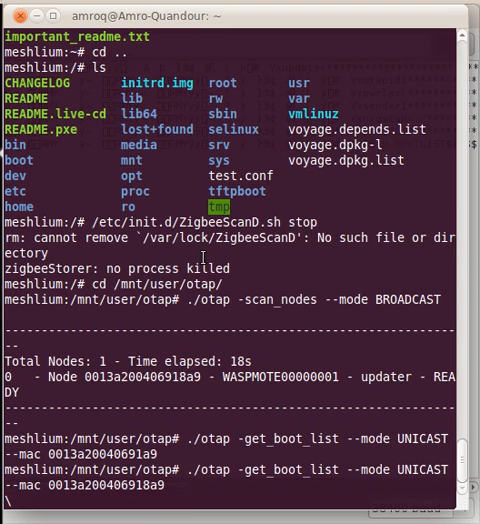 amroq@Amro-Quandour: ~
important_readme.txt
meshlium:~# cd ..
meshlium:/# ls
CHANGELOG initrd.img root usr
README lib rw var
README.live-cd lib64 sbin vmlinuz
README.pxe lost+found selinux voyage.depends.list
bin media srv voyage.dpkg-l
boot mnt sys voyage.dpkg.list
dev opt test.conf
etc proc tftpboot
home ro tmp
meshlium:/# /etc/init.d/ZigbeeScanD.sh stop
rm: cannot remove `/var/lock/ZigbeeScanD': No such file or dir
ectory
zigbeeStorer: no process killed
meshlium:/# cd /mnt/user/otap/
meshlium:/mnt/user/otap# ./otap -scan_nodes --mode BROADCAST
--------------------------------------------------------------
--
Total Nodes: 1 - Time elapsed: 18s
0 - Node 0013a200406918a9 - WASPMOTE00000001 - updater - REA
DY
--------------------------------------------------------------
--
meshlium:/mnt/user/otap# ./otap -get_boot_list --mode UNICAST
--mac 0013a20040691a9
meshlium:/mnt/user/otap# ./otap -get_boot_list --mode UNICAST
--mac 0013a200406918a9
\